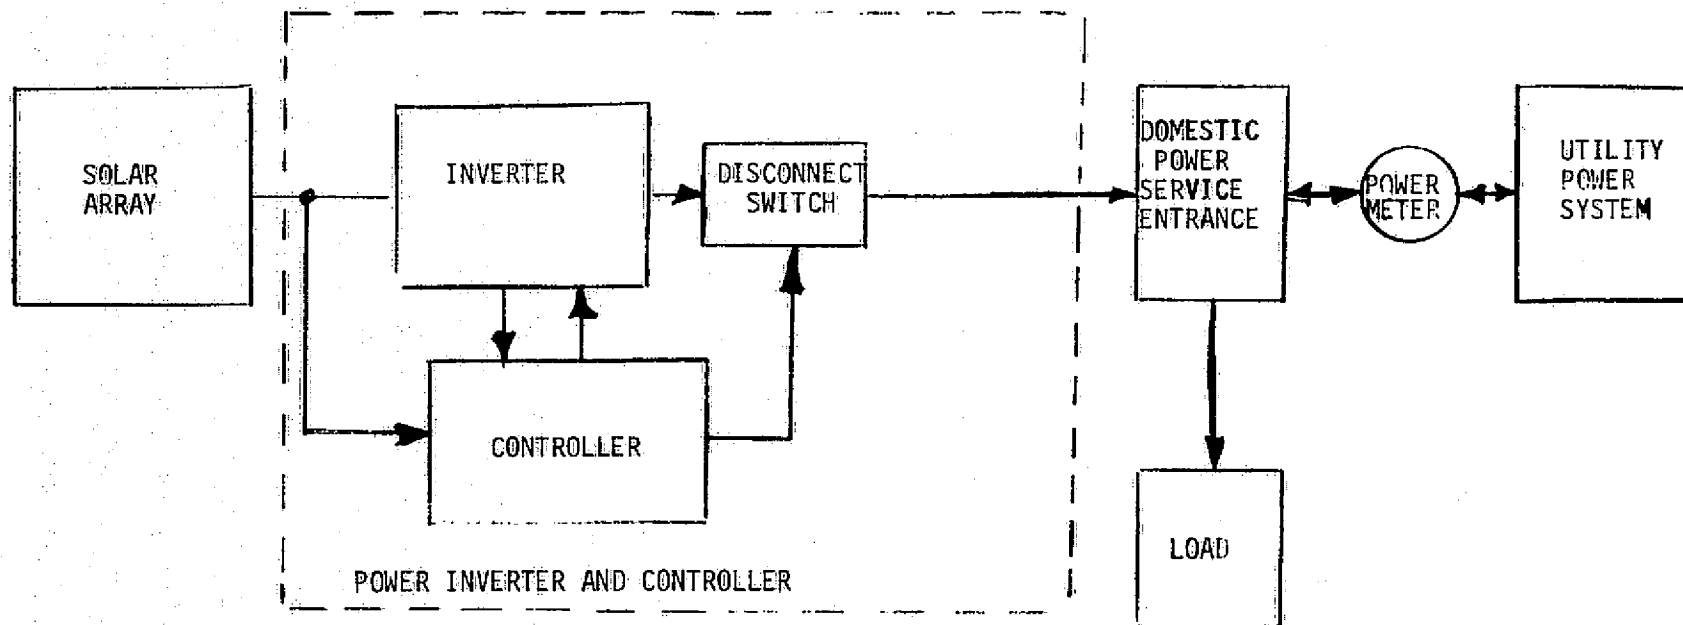 SOLAR
ARRAY
INVERTER
DISCONNECT
SWITCH
DOMESTIC
POWER
SERVICE
ENTRANCE
POWER
METER
UTILITY
POWER
SYSTEM
CONTROLLER
LOAD
POWER INVERTER AND CONTROLLER